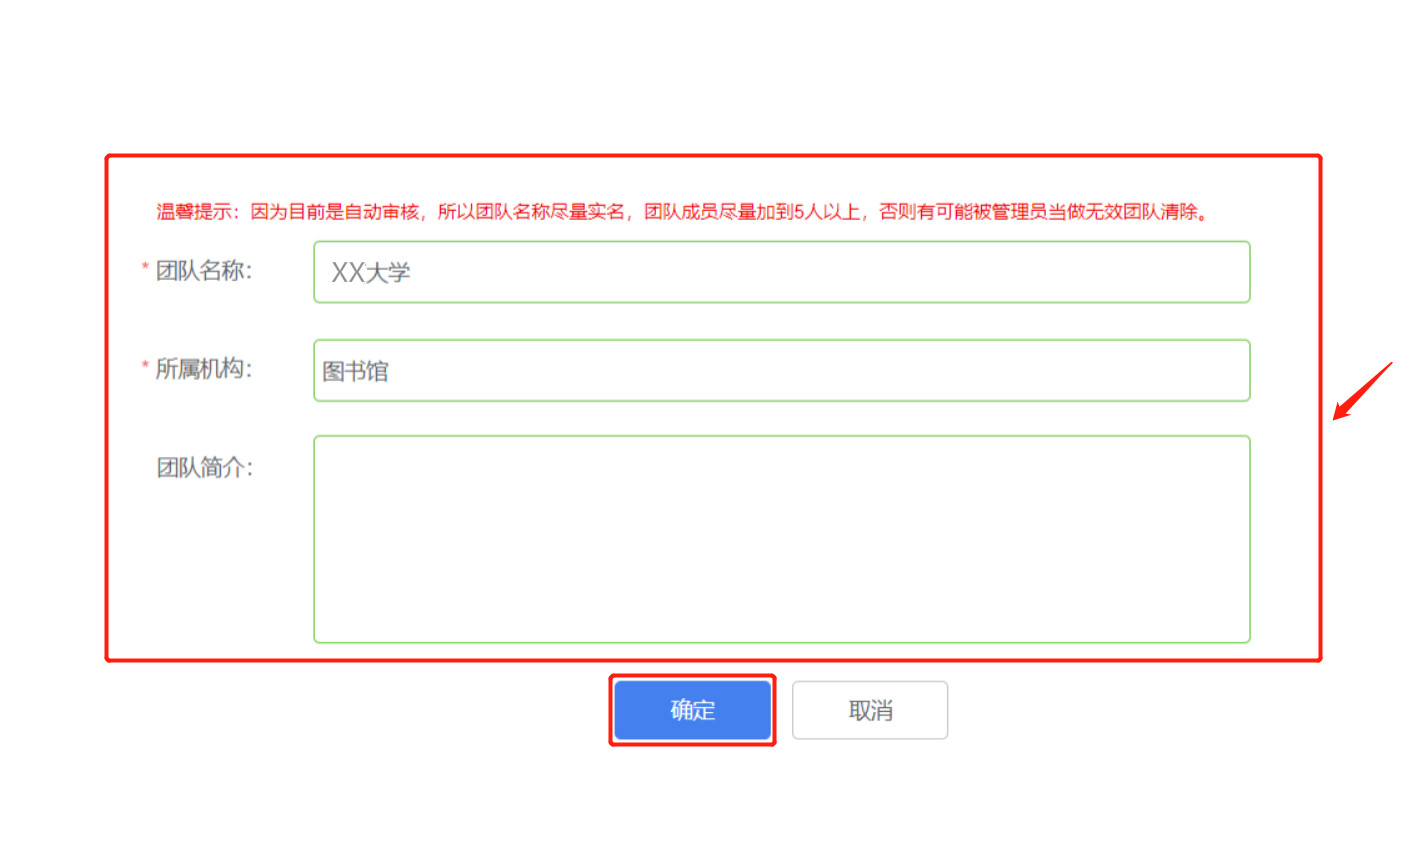 温馨提示：因为目前是自动审核，所以团队名称尽量实名，团队成员尽量加到5人以上，否则有可能被管理员当做无效团队清除。
* 团队名称： XX大学
* 所属机构： 图书馆
团队简介：
确定 取消